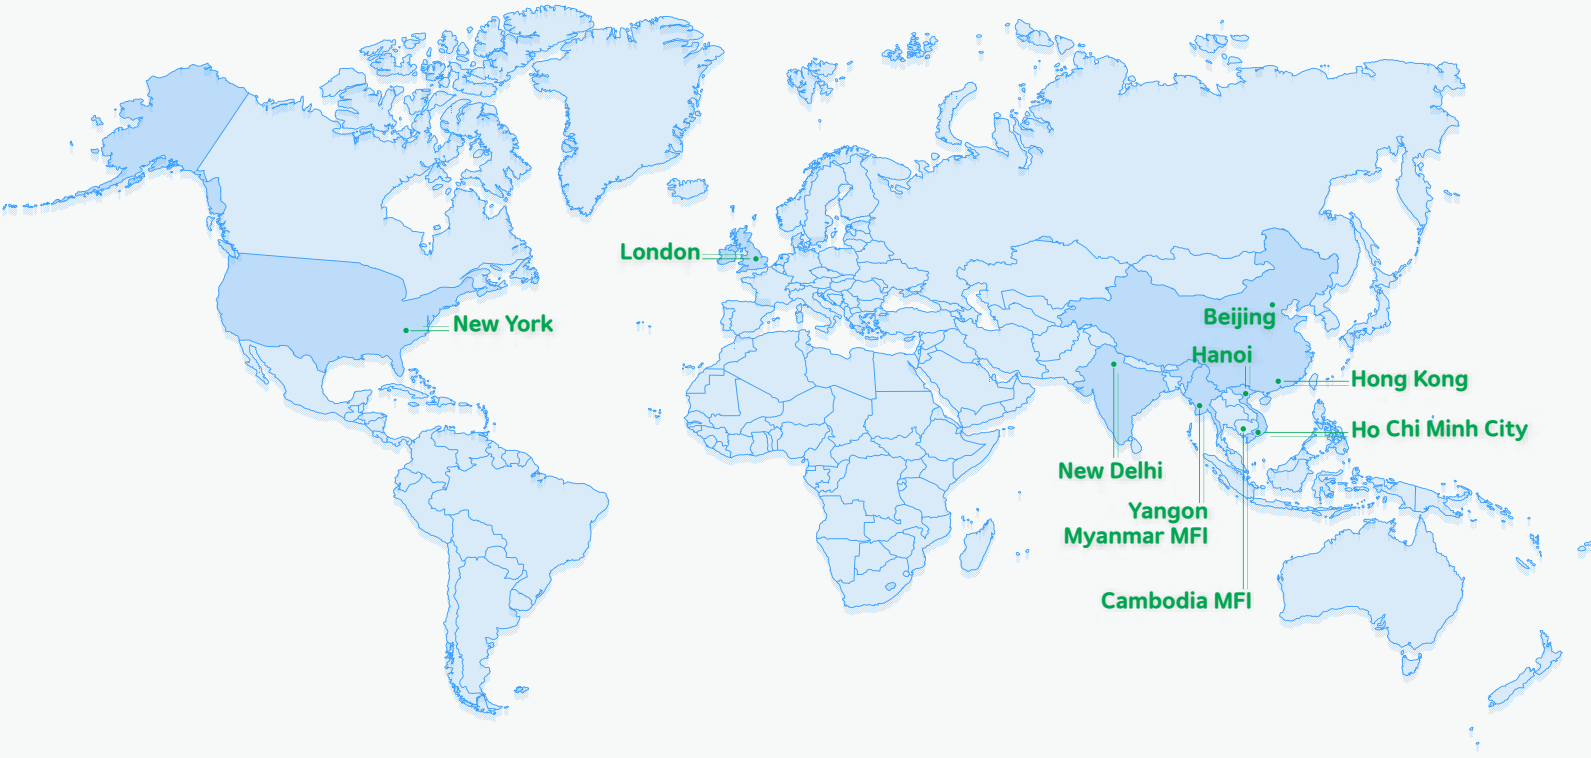 London
New York
Beijing
Hanoi
Hong Kong
Ho Chi Minh City
New Delhi
Yangon
Myanmar MFI
Cambodia MFI